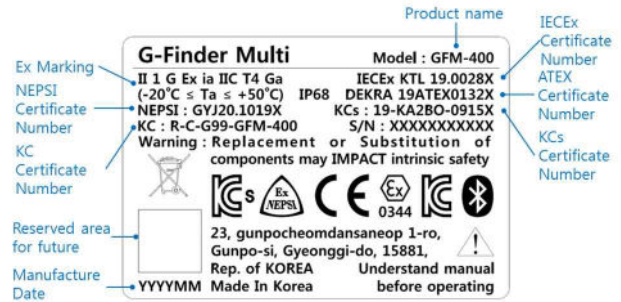 Product name
G-Finder Multi
Model : GFM-400
II 1 G Ex ia IIC T4 Ga
IECEx KTL 19.0028X
(-20℃ ≤ Ta ≤ +50℃) IP68 DEKRA 19ATEX0132X
NEPSI : GYJ20.1019X
KCs : 19-KA2BO-0915X
KC : R-C-G99-GFM-400
S/N : XXXXXXXXXXX
Warning : Replacement or Substitution of
components may IMPACT intrinsic safety
s
Ex
NEPSI
CE
Ex
0344
23, gunpocheomdansaneop 1-ro,
Gunpo-si, Gyeonggi-do, 15881,
Rep. of KOREA
Understand manual
YYYYMM Made In Korea
before operating
Ex Marking
NEPSI
Certificate
Number
KC
Certificate
Number
Reserved area
for future
Manufacture
Date
IECEx
Certificate
Number
ATEX
Certificate
Number
KCs
Certificate
Number